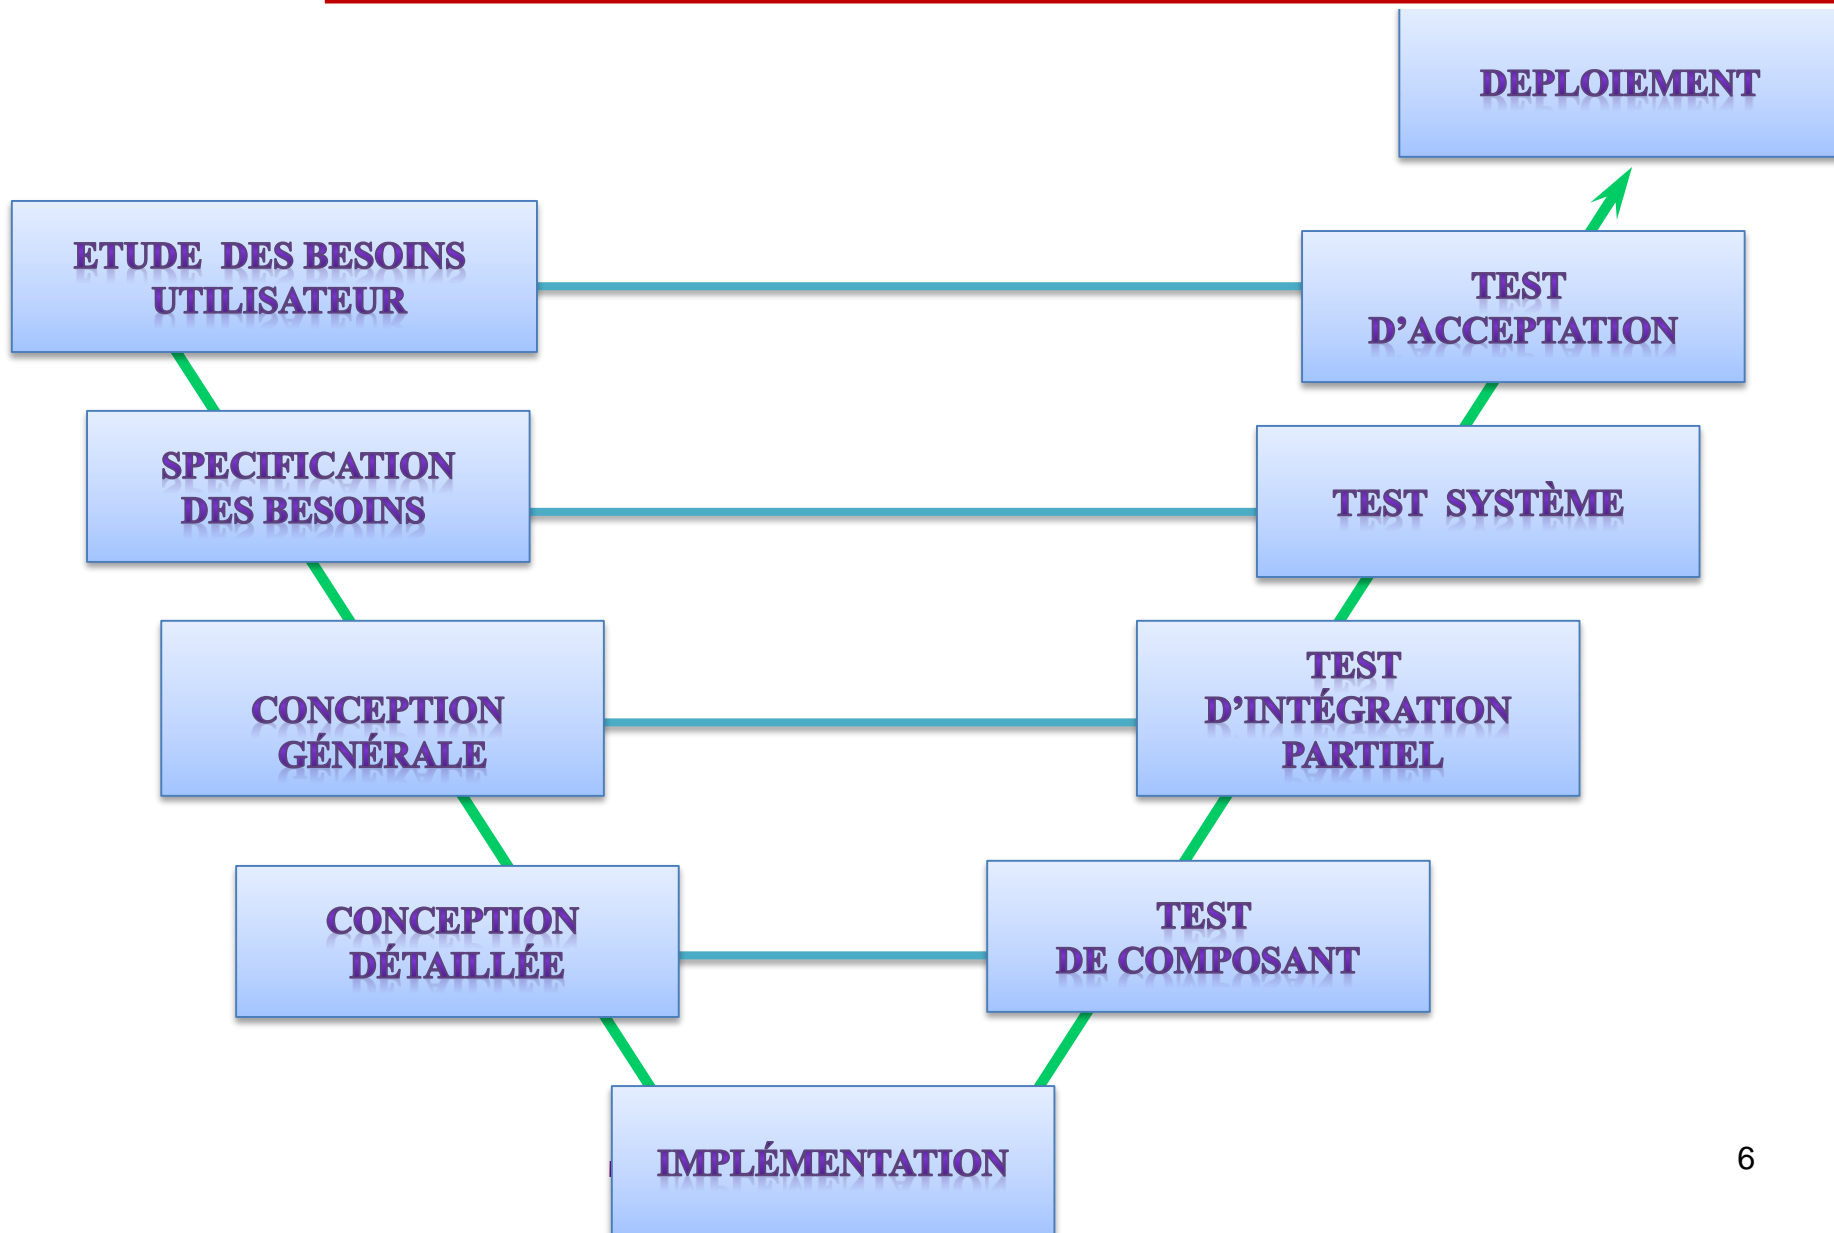 DEPLOIEMENT
ETUDE DES BESOINS
UTILISATEUR
TEST
D’ACCEPTATION
SPECIFICATION
DES BESOINS
TEST SYSTÈME
CONCEPTION
GÉNÉRALE
TEST
D’INTÉGRATION
PARTIEL
CONCEPTION
DÉTAILLÉE
TEST
DE COMPOSANT
IMPLÉMENTATION
6